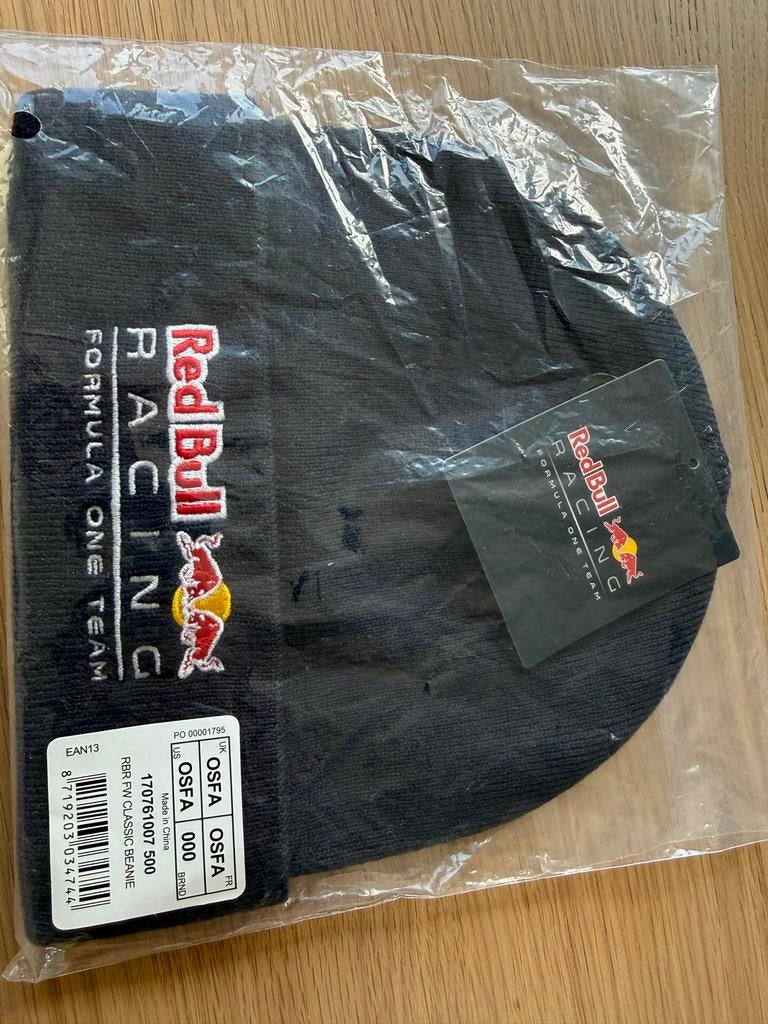 Red Bull
RACING
FORMULA ONE TEAM
Red Bull
RACING
FORMULA ONE TEAM
PO 00001795
UK
OSFA
OSFA
FR
US
OSFA
000
BRND
Made in China
170761007 500
RBR FW CLASSIC BEANIE
EAN13
8 719203 034744